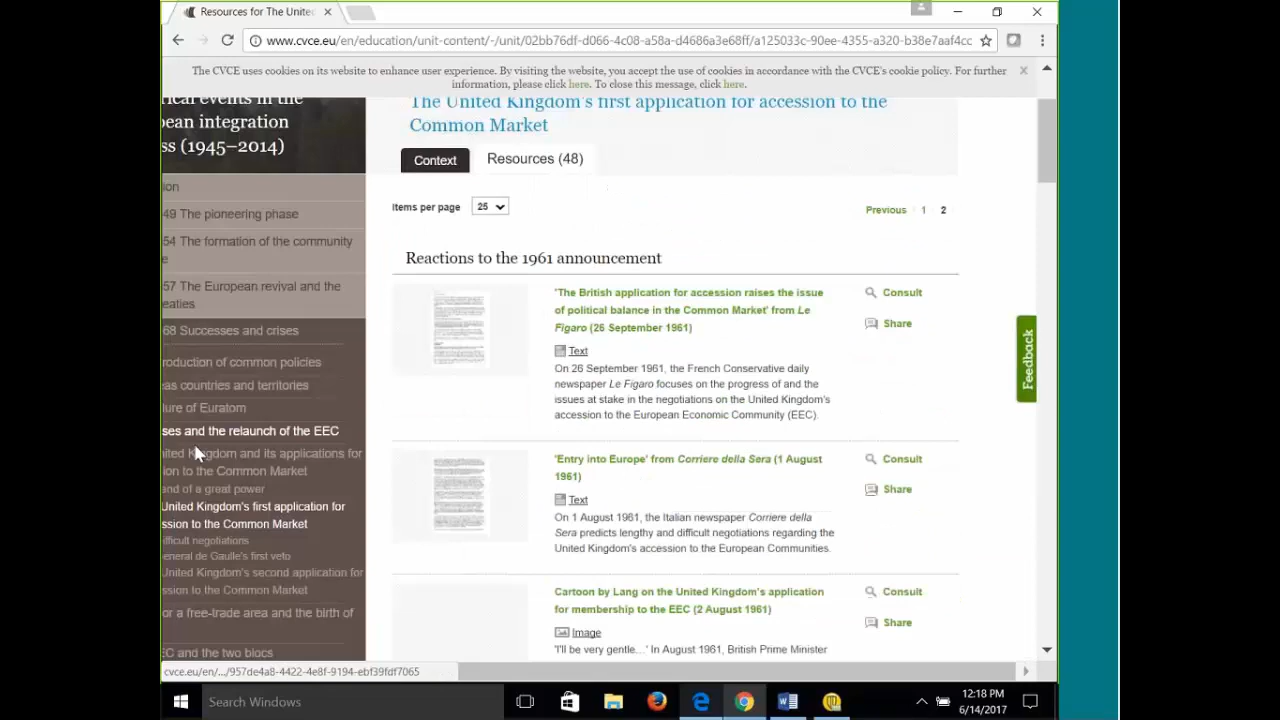 Resources for The United
www.cvce.eu/en/education/unit-content/-/unit/02bb76df-d066-4c08-a58a-d4686a3e68ff/a125033c-90ee-4355-a320-b38e7aaf4cc
The CVCE uses cookies on its website to enhance user experience. By visiting the website, you accept the use of cookies in accordance with the CVCE's cookie policy. For further
information, please click here. To close this message, click here.
rical events in the
pean integration
ss (1945–2014)
ion
49 The pioneering phase
54 The formation of the community
e
57 The European revival and the
eaties
68 Successes and crises
roduction of common policies
eas countries and territories
ture of Euratom
ses and the relaunch of the EEC
nited Kingdom and its applications for
ion to the Common Market
end of a great power
United Kingdom's first application for
ssion to the Common Market
ifficult negotiations
eneral de Gaulle's first veto
United Kingdom's second application for
ssion to the Common Market
or a free-trade area and the birth of
EC and the two blocs
The United Kingdom's first application for accession to the
Common Market
Context
Resources (48)
Items per page
25
Previous 1 2
Reactions to the 1961 announcement
'The British application for accession raises the issue
of political balance in the Common Market' from Le
Figaro (26 September 1961)
Text
On 26 September 1961, the French Conservative daily
newspaper Le Figaro focuses on the progress of and the
issues at stake in the negotiations on the United Kingdom's
accession to the European Economic Community (EEC).
Consult
Share
'Entry into Europe' from Corriere della Sera (1 August
1961)
Text
On 1 August 1961, the Italian newspaper Corriere della
Sera predicts lengthy and difficult negotiations regarding the
United Kingdom's accession to the European Communities.
Consult
Share
Cartoon by Lang on the United Kingdom's application
for membership to the EEC (2 August 1961)
Image
'I'll be very gentle...' In August 1961, British Prime Minister
Consult
Share
Feedback
cvce.eu/en/.../957de4a8-4422-4e8f-9194-ebf39fdf7065
Search Windows
12:18 PM
6/14/2017